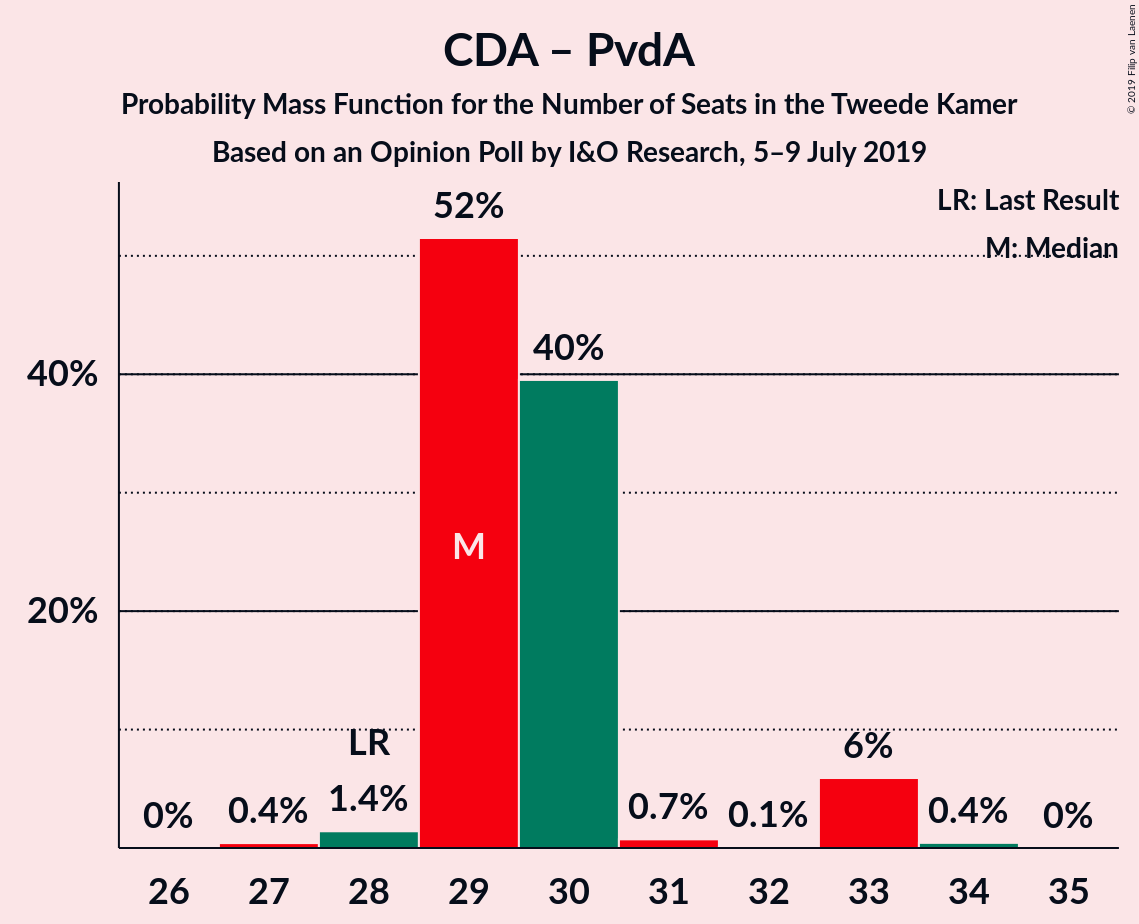 CDA – PvdA
Probability Mass Function for the Number of Seats in the Tweede Kamer
Based on an Opinion Poll by I&O Research, 5–9 July 2019
© 2019 Filip van Laenen
LR: Last Result
M: Median
40%
20%
0%
0.4%
LR
1.4%
52%
M
40%
0.7%
0.1%
6%
0.4%
0%
26 27 28 29 30 31 32 33 34 35